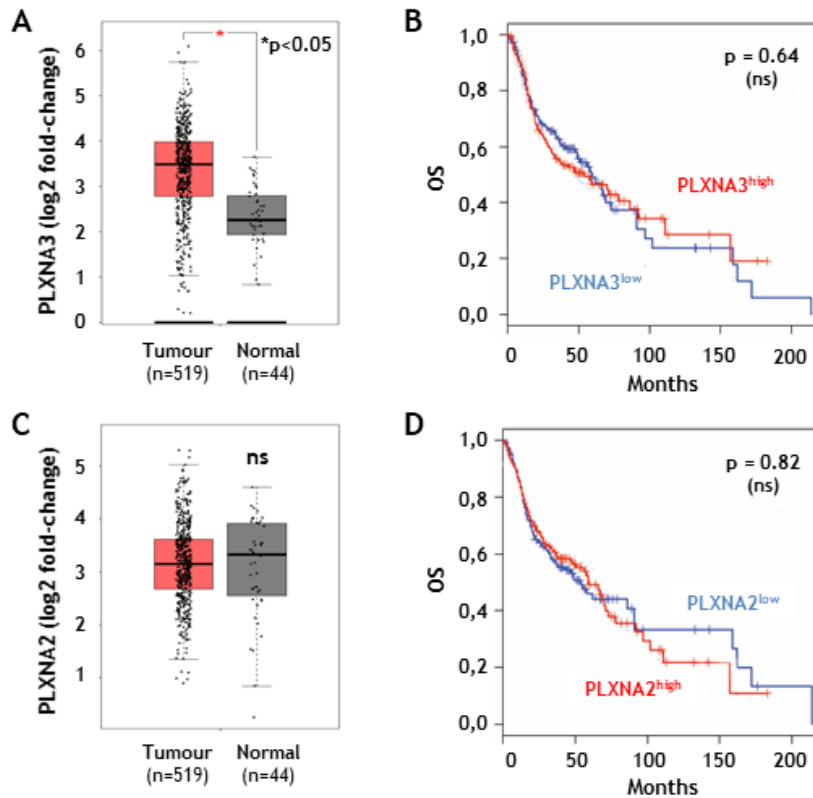 A
PLXNA3 (log2 fold-change)
6
5
4
3
2
1
0
*
*p<0.05
Tumour
(n=519)
Normal
(n=44)
B
OS
1,0
0,8
0,6
0,4
0,2
0,0
p = 0.64
(ns)
PLXNA3high
PLXNA3low
0
50
100
150
200
Months
C
PLXNA2 (log2 fold-change)
5
4
3
2
1
ns
Tumour
(n=519)
Normal
(n=44)
D
OS
1,0
0,8
0,6
0,4
0,2
0,0
p = 0.82
(ns)
PLXNA2low
PLXNA2high
0
50
100
150
200
Months